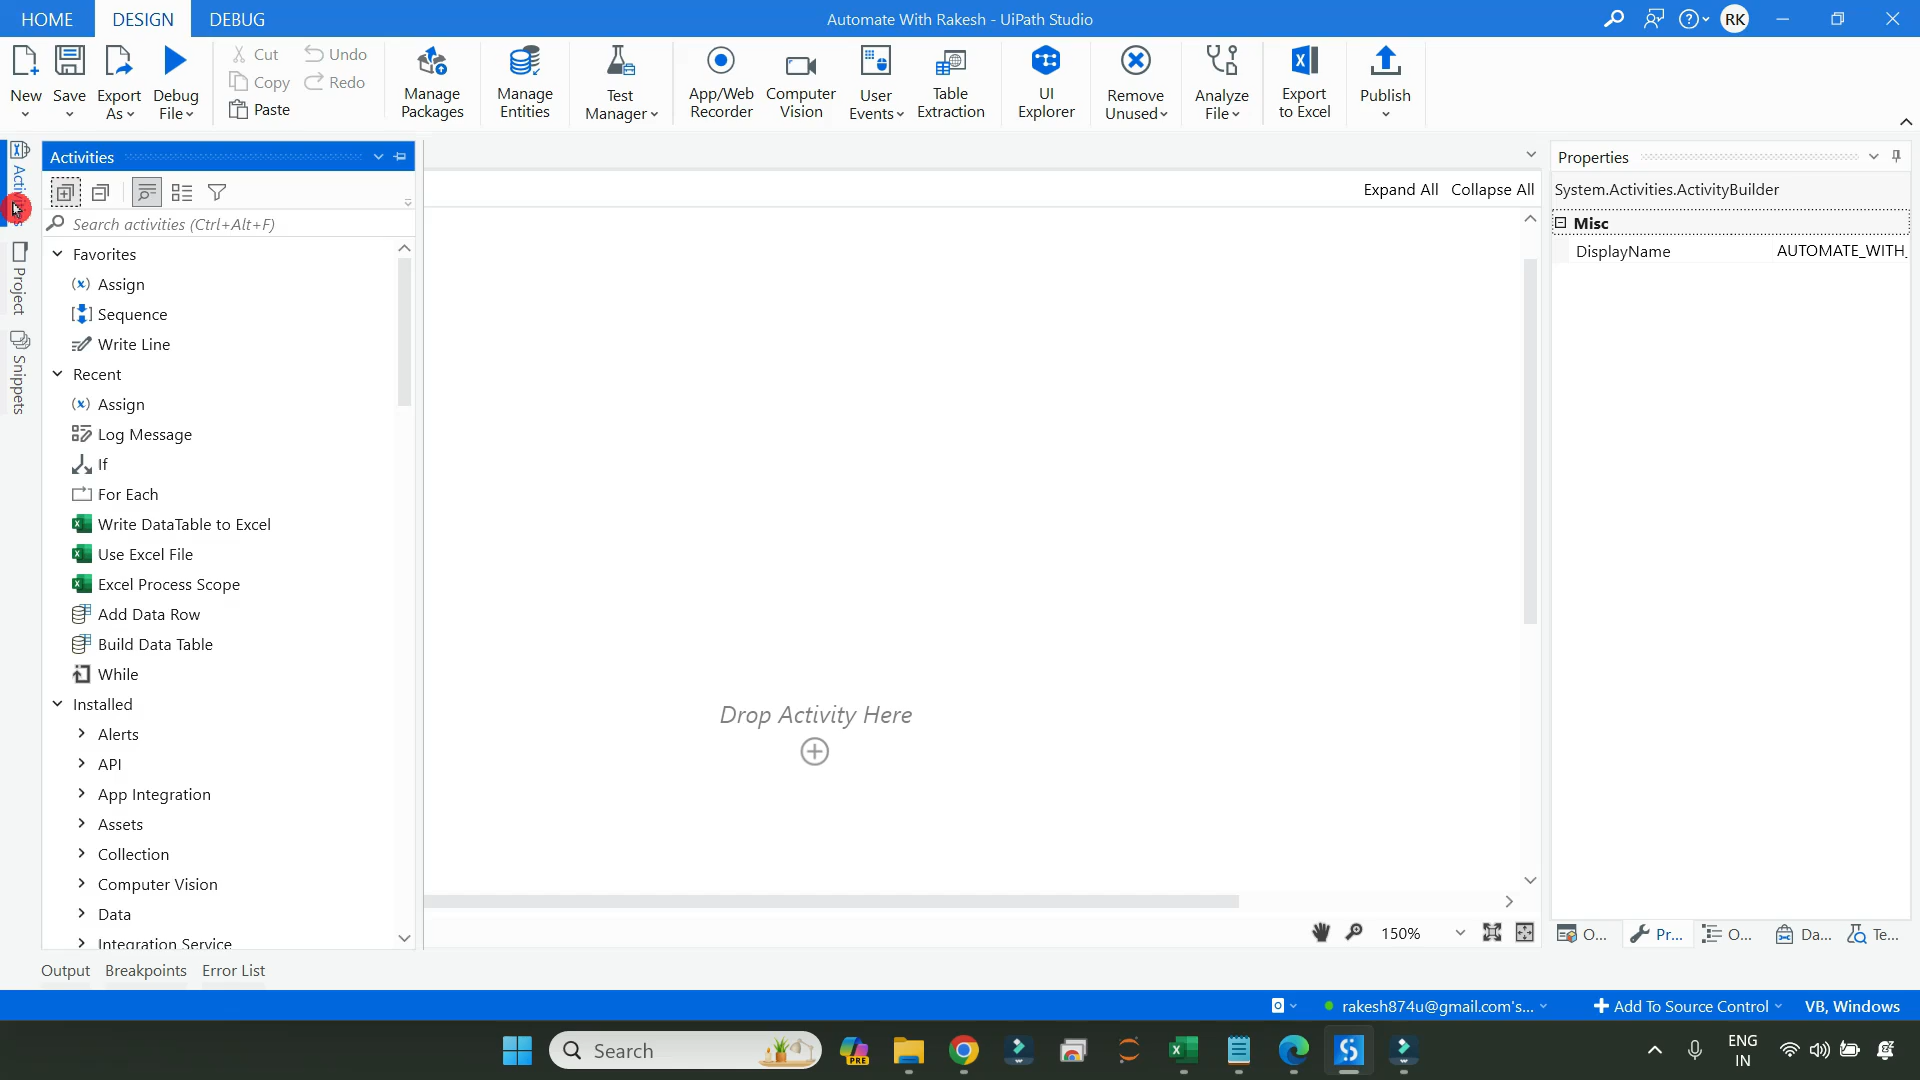 HOME DESIGN DEBUG Automate With Rakesh - UiPath Studio RK
New Save Export As Debug File Cut Copy Paste Undo Redo Manage Packages Manage Entities Test Manager App/Web Recorder Computer Vision User Events Table Extraction UI Explorer Remove Unused Analyze File Export to Excel Publish
Activities
Project
Snippets
Activities
Search activities (Ctrl+Alt+F)
Favorites
Assign
Sequence
Write Line
Recent
Assign
Log Message
If
For Each
Write DataTable to Excel
Use Excel File
Excel Process Scope
Add Data Row
Build Data Table
While
Installed
Alerts
API
App Integration
Assets
Collection
Computer Vision
Data
Integration Service
Expand All Collapse All
Drop Activity Here
150%
Properties
System.Activities.ActivityBuilder
Misc
DisplayName AUTOMATE_WITH_
O... Pr... O... Da... Te...
Output Breakpoints Error List
rakesh874u@gmail.com's... Add To Source Control VB, Windows
Search PRE ENG
IN